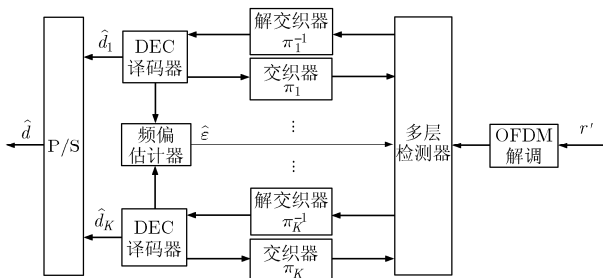 解交织器
π₁⁻¹
d̂₁
DEC
译码器
交织器
π₁
d̂
P/S
频偏
估计器
ε̂
⋮
⋮
多层
检测器
OFDM
解调
r′
解交织器
π_K⁻¹
d̂_K
DEC
译码器
交织器
π_K